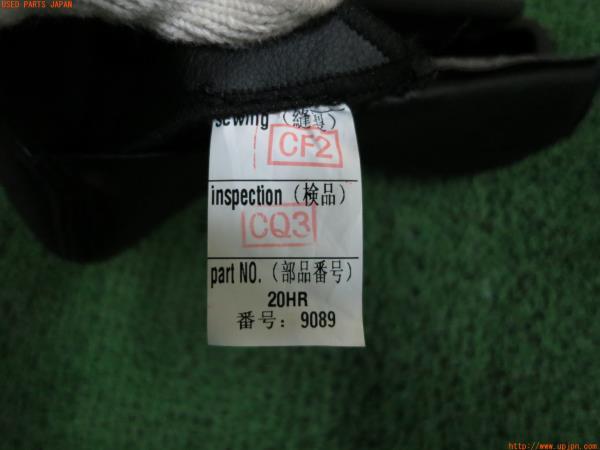 USED PARTS JAPAN
sewing (縫製)
CF2
inspection (検品)
CQ3
part NO. (部品番号)
20HR
番号: 9089
http://www.upjpn.com/